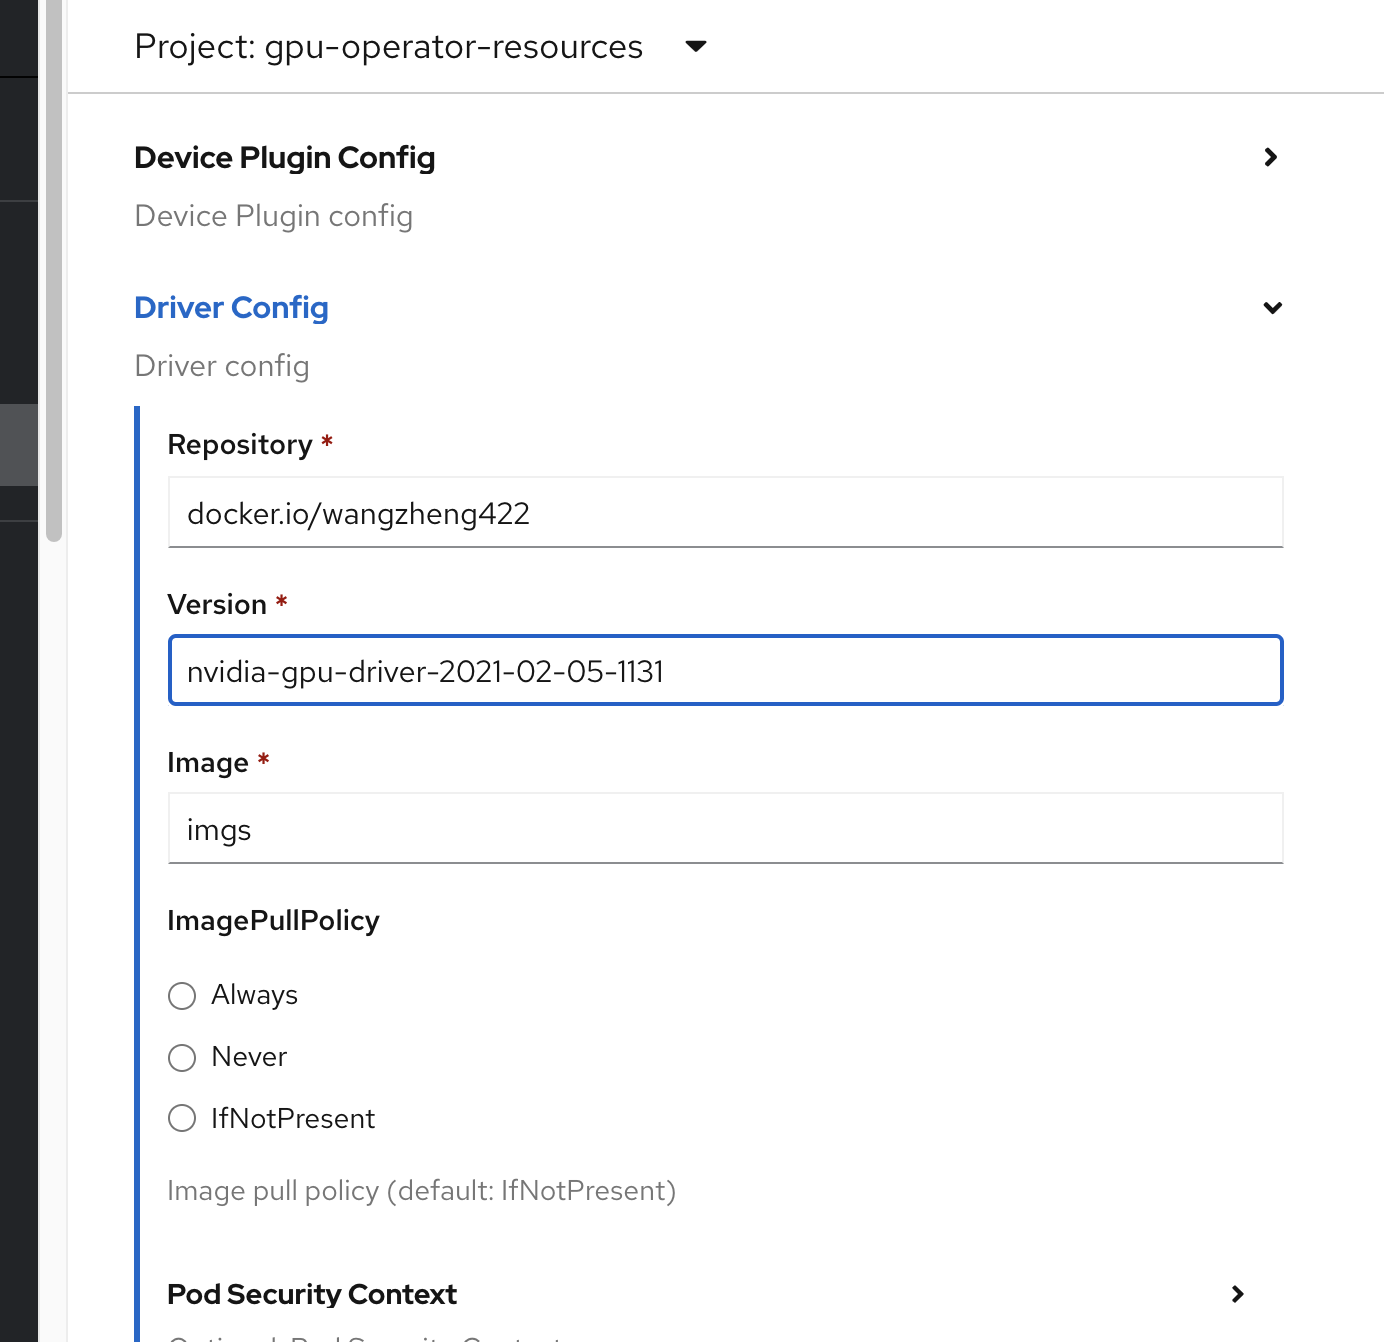 Project: gpu-operator-resources
Device Plugin Config
Device Plugin config
Driver Config
Driver config
Repository *
docker.io/wangzheng422
Version *
nvidia-gpu-driver-2021-02-05-1131
Image *
imgs
ImagePullPolicy
Always
Never
IfNotPresent
Image pull policy (default: IfNotPresent)
Pod Security Context